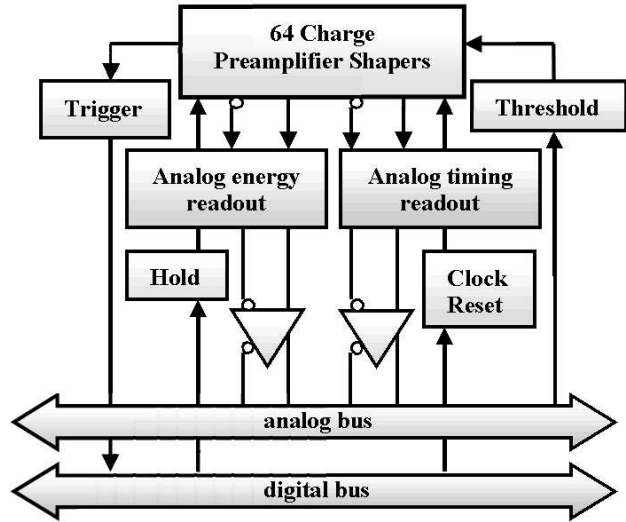 64 Charge
Preamplifier Shapers
Trigger
Threshold
Analog energy
readout
Analog timing
readout
Hold
Clock
Reset
analog bus
digital bus